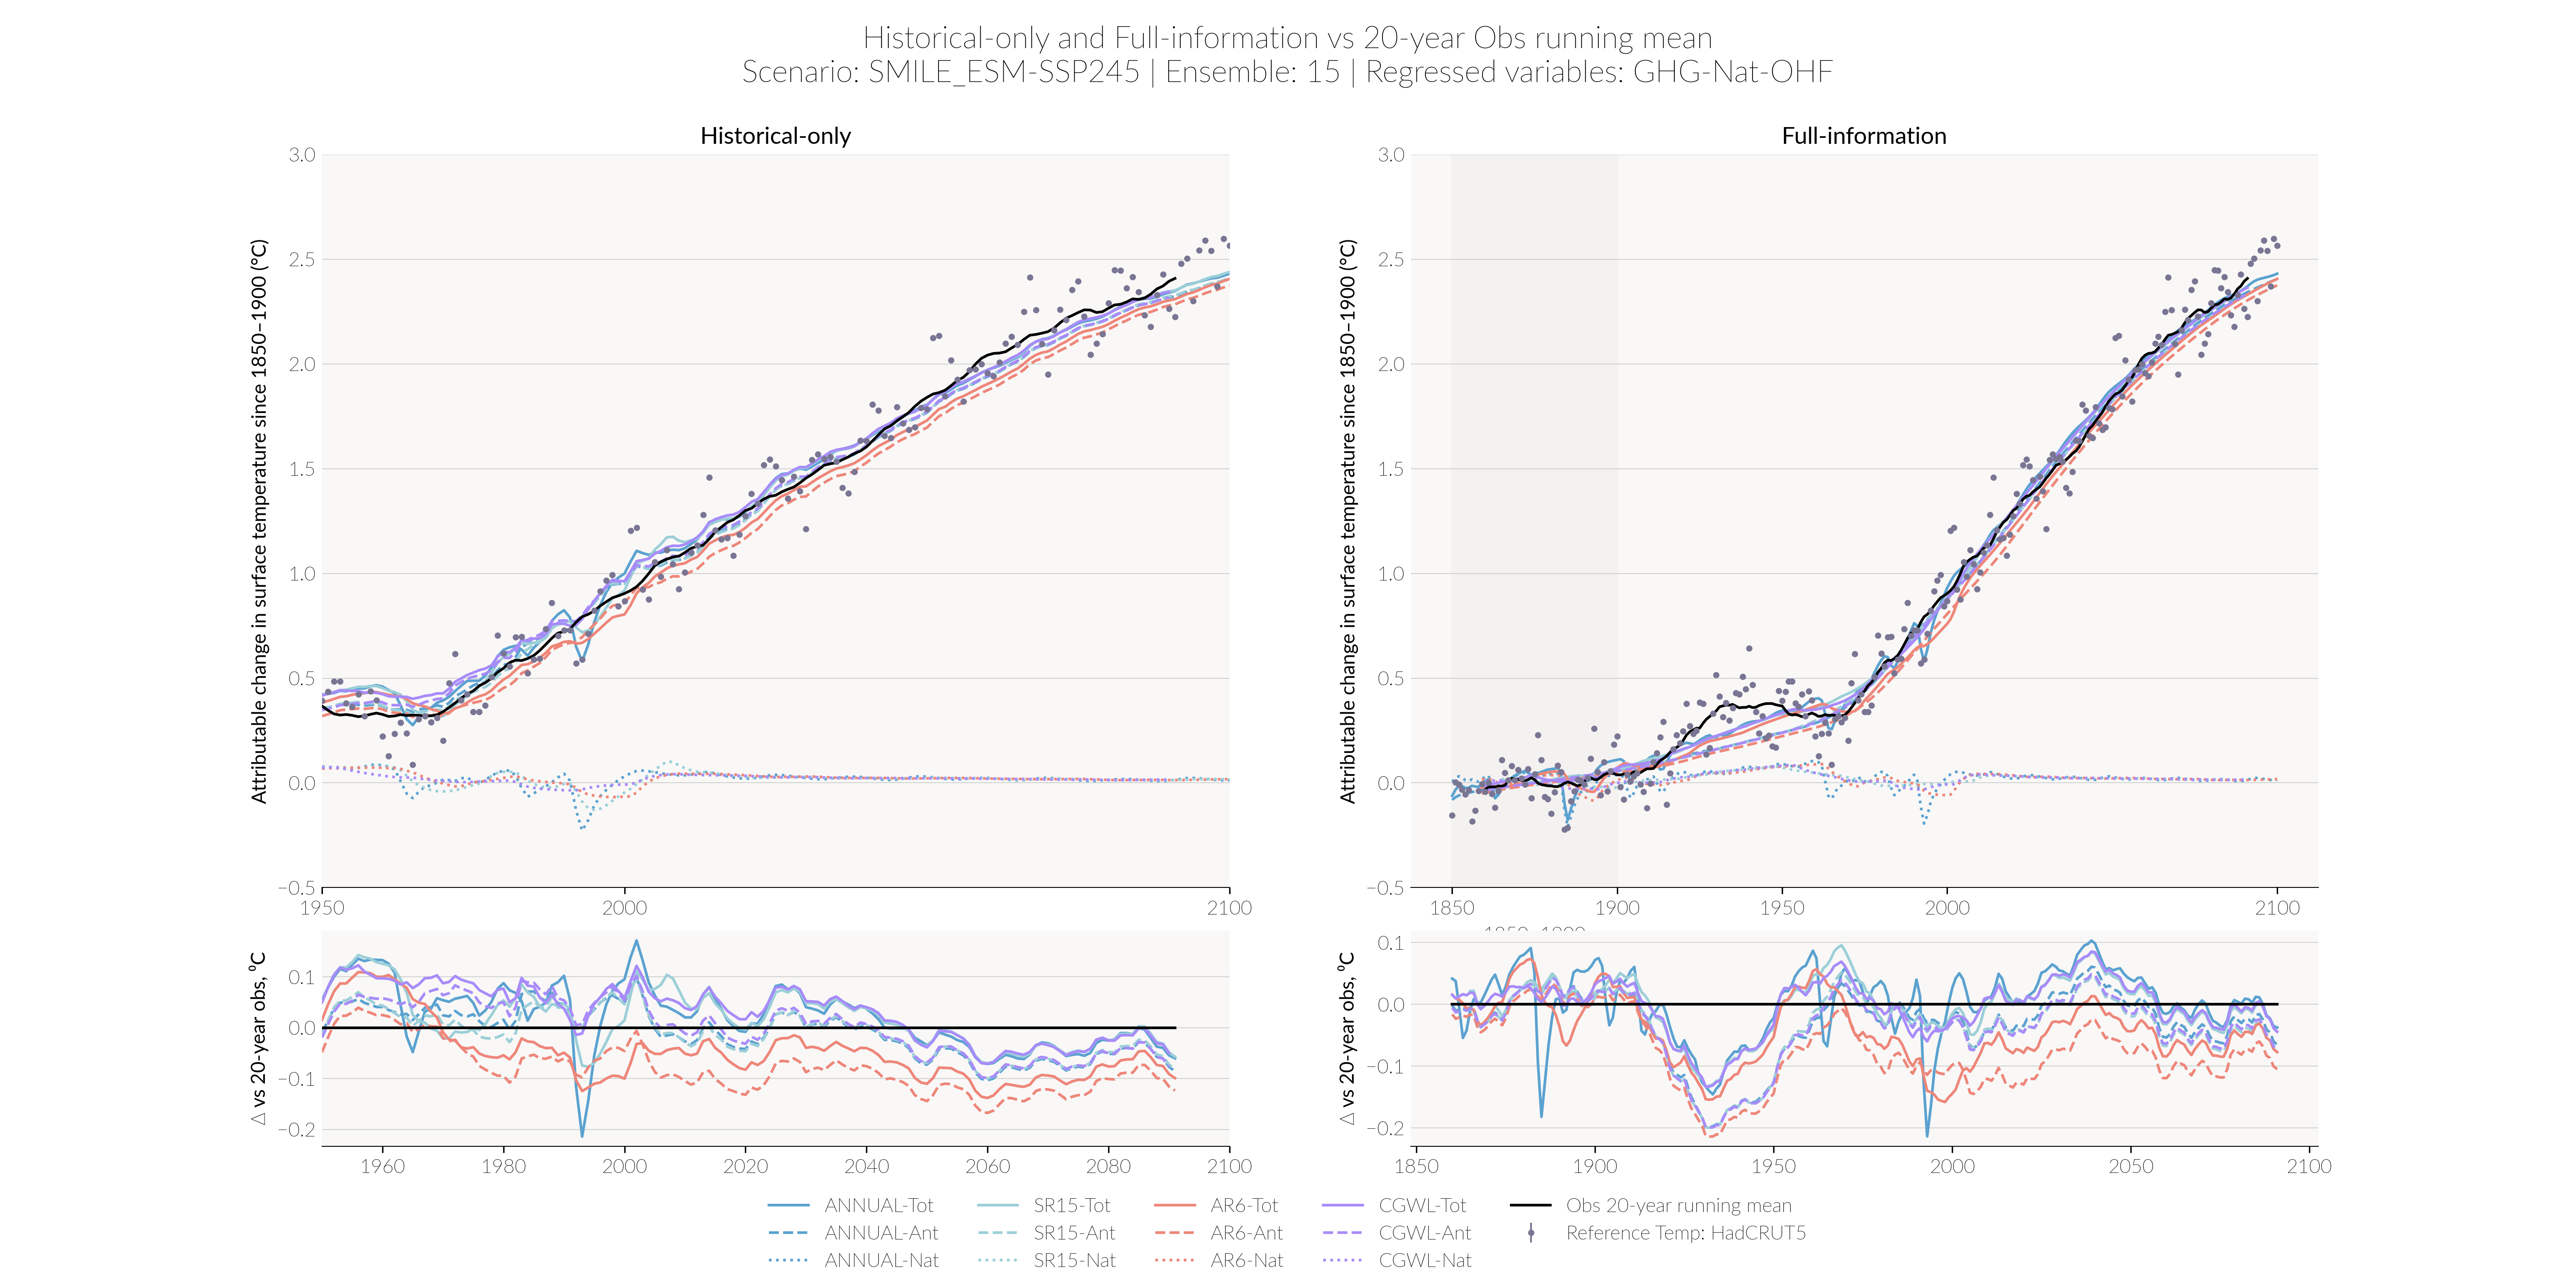 Historical-only and Full-information vs 20-year Obs running mean
Scenario: SMILE_ESM-SSP245 | Ensemble: 15 | Regressed variables: GHG-Nat-OHF
Historical-only
Attributable change in surface temperature since 1850–1900 (°C)
3.0
2.5
2.0
1.5
1.0
0.5
0.0
−0.5
1950 2000 2100
Full-information
Attributable change in surface temperature since 1850–1900 (°C)
3.0
2.5
2.0
1.5
1.0
0.5
0.0
−0.5
1850 1900 1950 2000 2100
△ vs 20-year obs, °C
0.1
0.0
−0.1
−0.2
1960 1980 2000 2020 2040 2060 2080 2100
△ vs 20-year obs, °C
0.1
0.0
−0.1
−0.2
1850 1900 1950 2000 2050 2100
ANNUAL-Tot SR15-Tot AR6-Tot CGWL-Tot Obs 20-year running mean
ANNUAL-Ant SR15-Ant AR6-Ant CGWL-Ant Reference Temp: HadCRUT5
ANNUAL-Nat SR15-Nat AR6-Nat CGWL-Nat